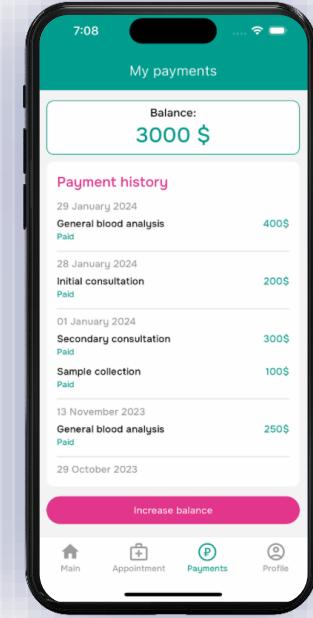 7:08
My payments
Balance:
3000 $
Payment history
29 January 2024
General blood analysis 400$
Paid
28 January 2024
Initial consultation 200$
Paid
01 January 2024
Secondary consultation 300$
Paid
Sample collection 100$
Paid
13 November 2023
General blood analysis 250$
Paid
29 October 2023
Increase balance
Main Appointment Payments Profile